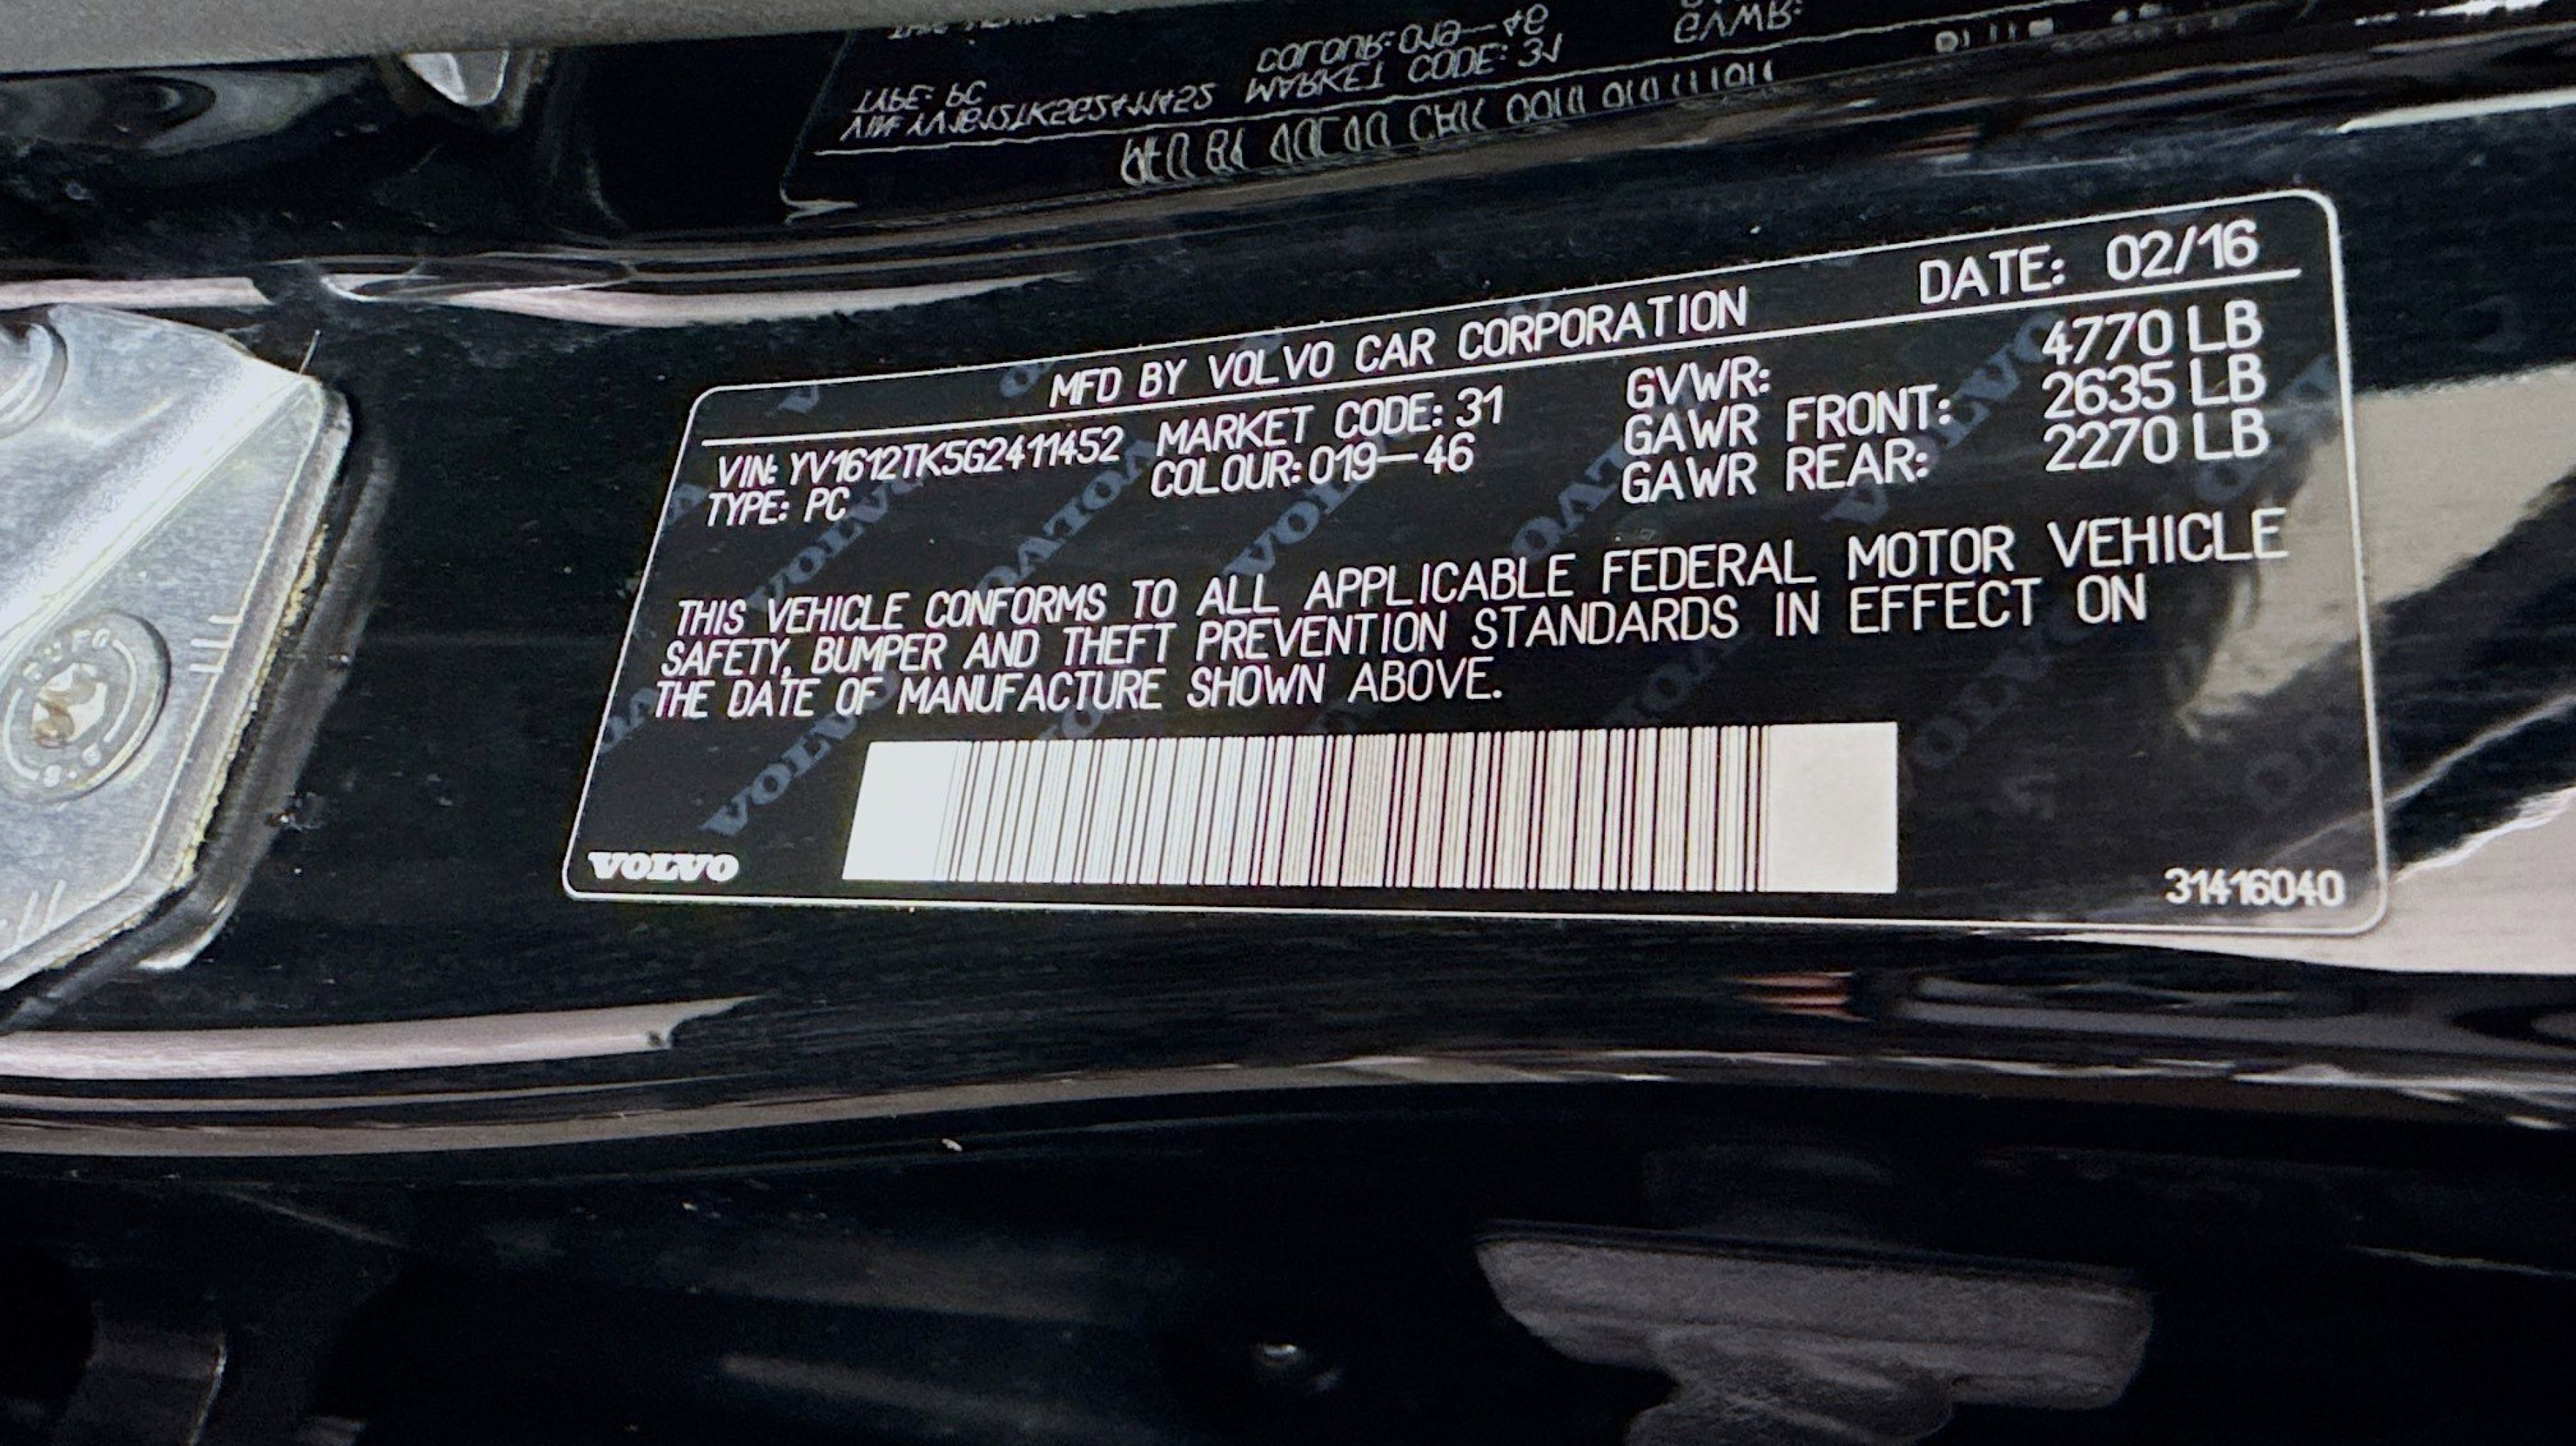 MFD BY VOLVO CAR CORPORATION DATE: 02/16
VIN: YV1612TK5G2411452 MARKET CODE: 31 GVWR: 4770 LB
TYPE: PC COLOUR: 019-46 GAWR FRONT: 2635 LB
GAWR REAR: 2270 LB
THIS VEHICLE CONFORMS TO ALL APPLICABLE FEDERAL MOTOR VEHICLE
SAFETY, BUMPER AND THEFT PREVENTION STANDARDS IN EFFECT ON
THE DATE OF MANUFACTURE SHOWN ABOVE.
VOLVO
31416040